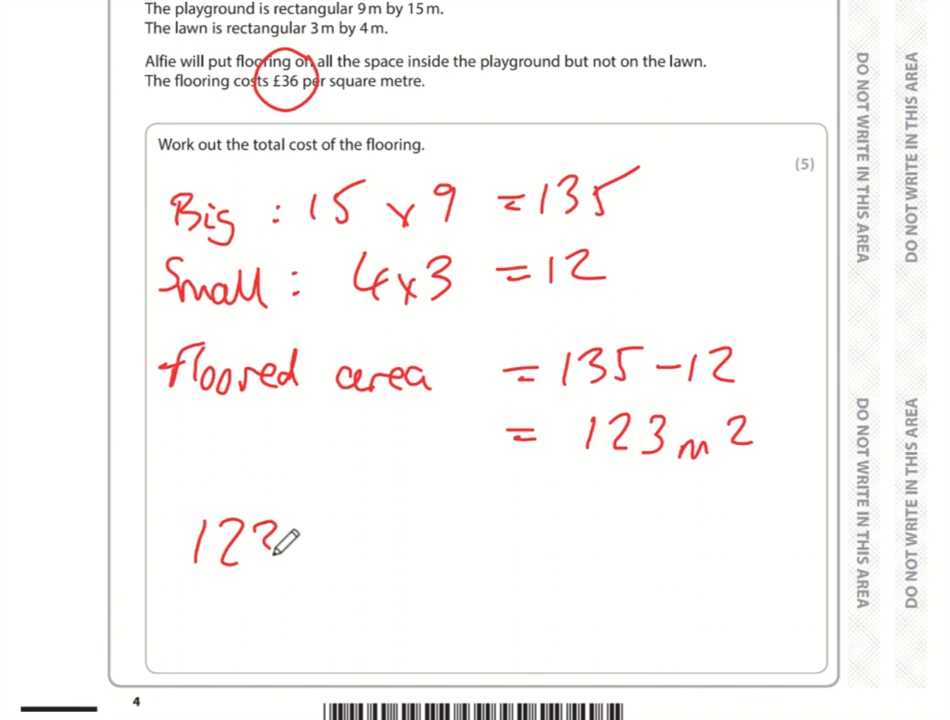 The playground is rectangular 9 m by 15 m.
The lawn is rectangular 3 m by 4 m.
Alfie will put flooring on all the space inside the playground but not on the lawn.
The flooring costs £36 per square metre.
Work out the total cost of the flooring.
(5)
Big : 15 × 9 = 135
Small : 4 × 3 = 12
floored area = 135 - 12
= 123 m 2
123
4
DO NOT WRITE IN THIS AREA
DO NOT WRITE IN THIS AREA
DO NOT WRITE IN THIS AREA
DO NOT WRITE IN THIS AREA